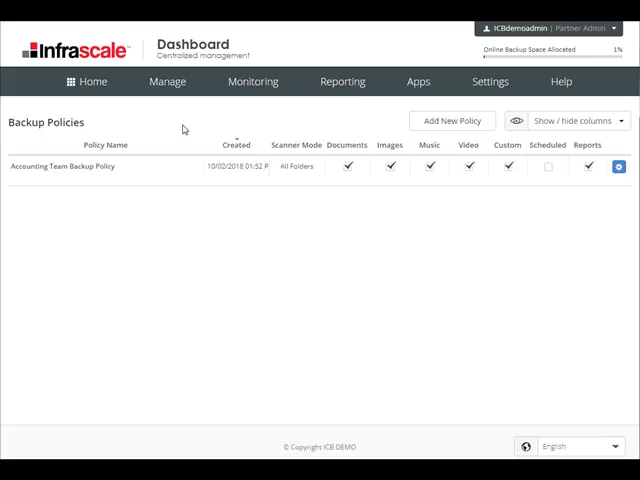 ICBdemoadmin | Partner Admin
Infrascale
Dashboard
Centralized management
Online Backup Space Allocated 1%
Home Manage Monitoring Reporting Apps Settings Help
Backup Policies
Add New Policy Show / hide columns
Policy Name Created Scanner Mode Documents Images Music Video Custom Scheduled Reports
Accounting Team Backup Policy 10/02/2018 01:52 P All Folders
© Copyright ICB DEMO
English